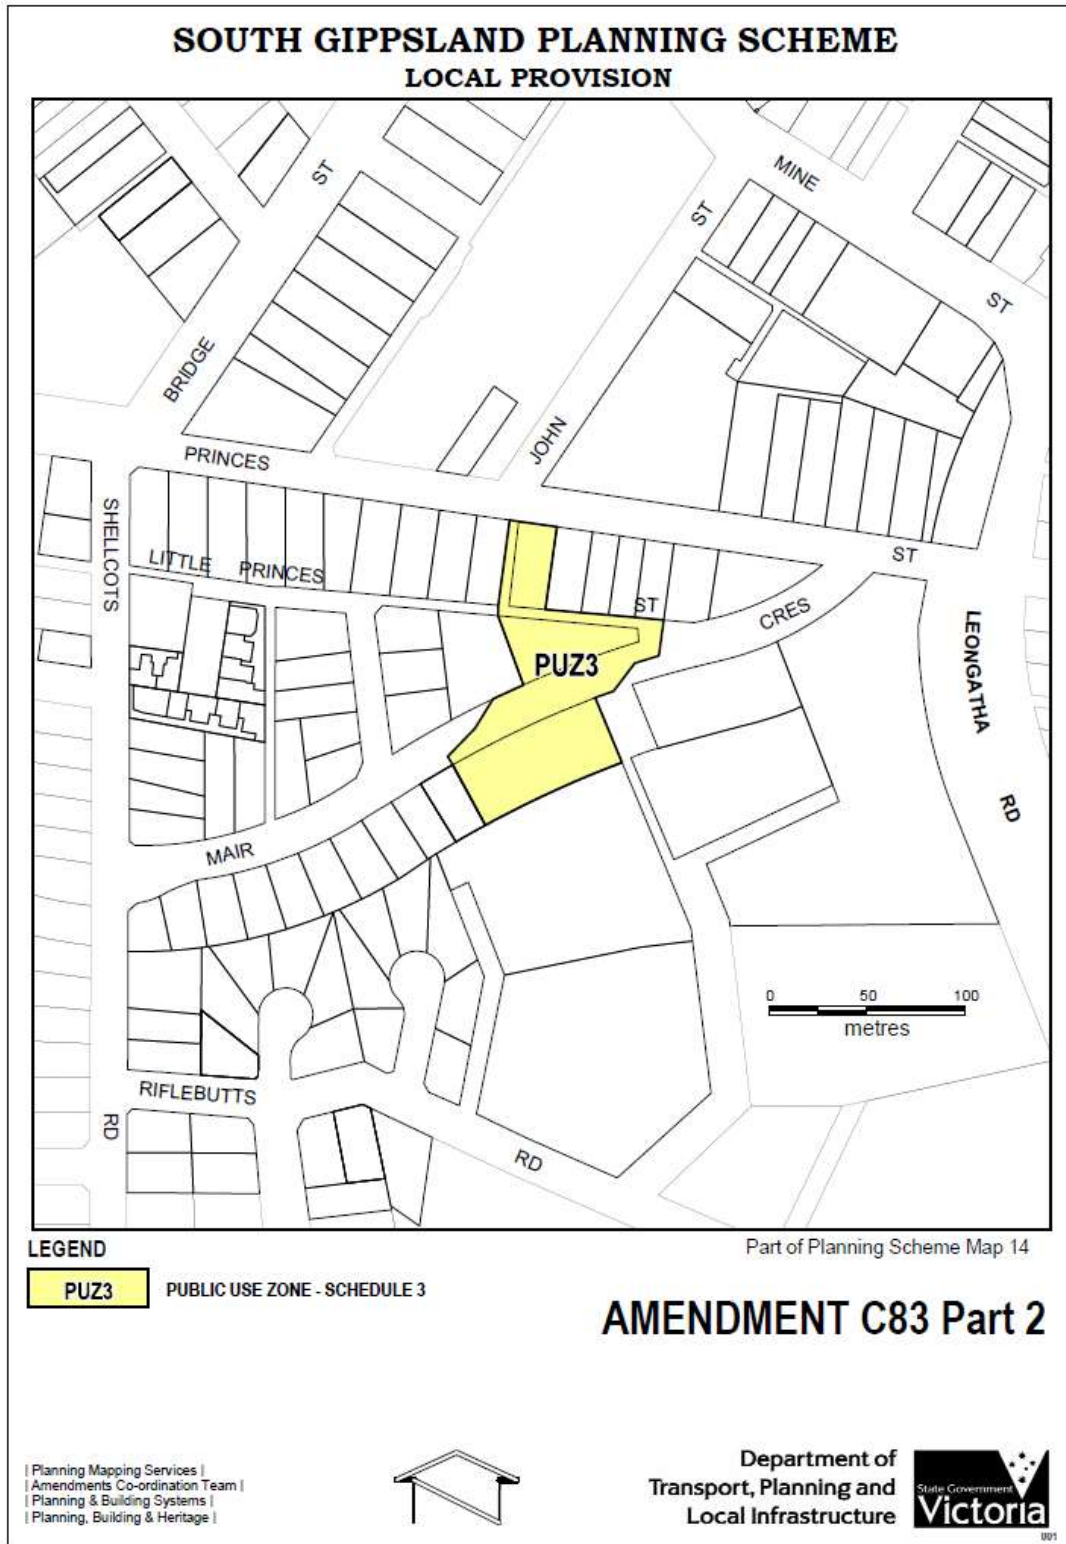 SOUTH GIPPSLAND PLANNING SCHEME
LOCAL PROVISION
MINE
ST
ST
ST
BRIDGE
JOHN
PRINCES
ST
SHELLCOTS
LITTLE PRINCES
ST
CRES
PUZ3
LEONGATHA
RD
MAIR
0 50 100
metres
RIFLEBUTTS
RD
RD
LEGEND
Part of Planning Scheme Map 14
PUZ3 PUBLIC USE ZONE - SCHEDULE 3
AMENDMENT C83 Part 2
| Planning Mapping Services |
| Amendments Co-ordination Team |
| Planning & Building Systems |
| Planning, Building & Heritage |
Department of
Transport, Planning and
Local Infrastructure
State Government
Victoria
001